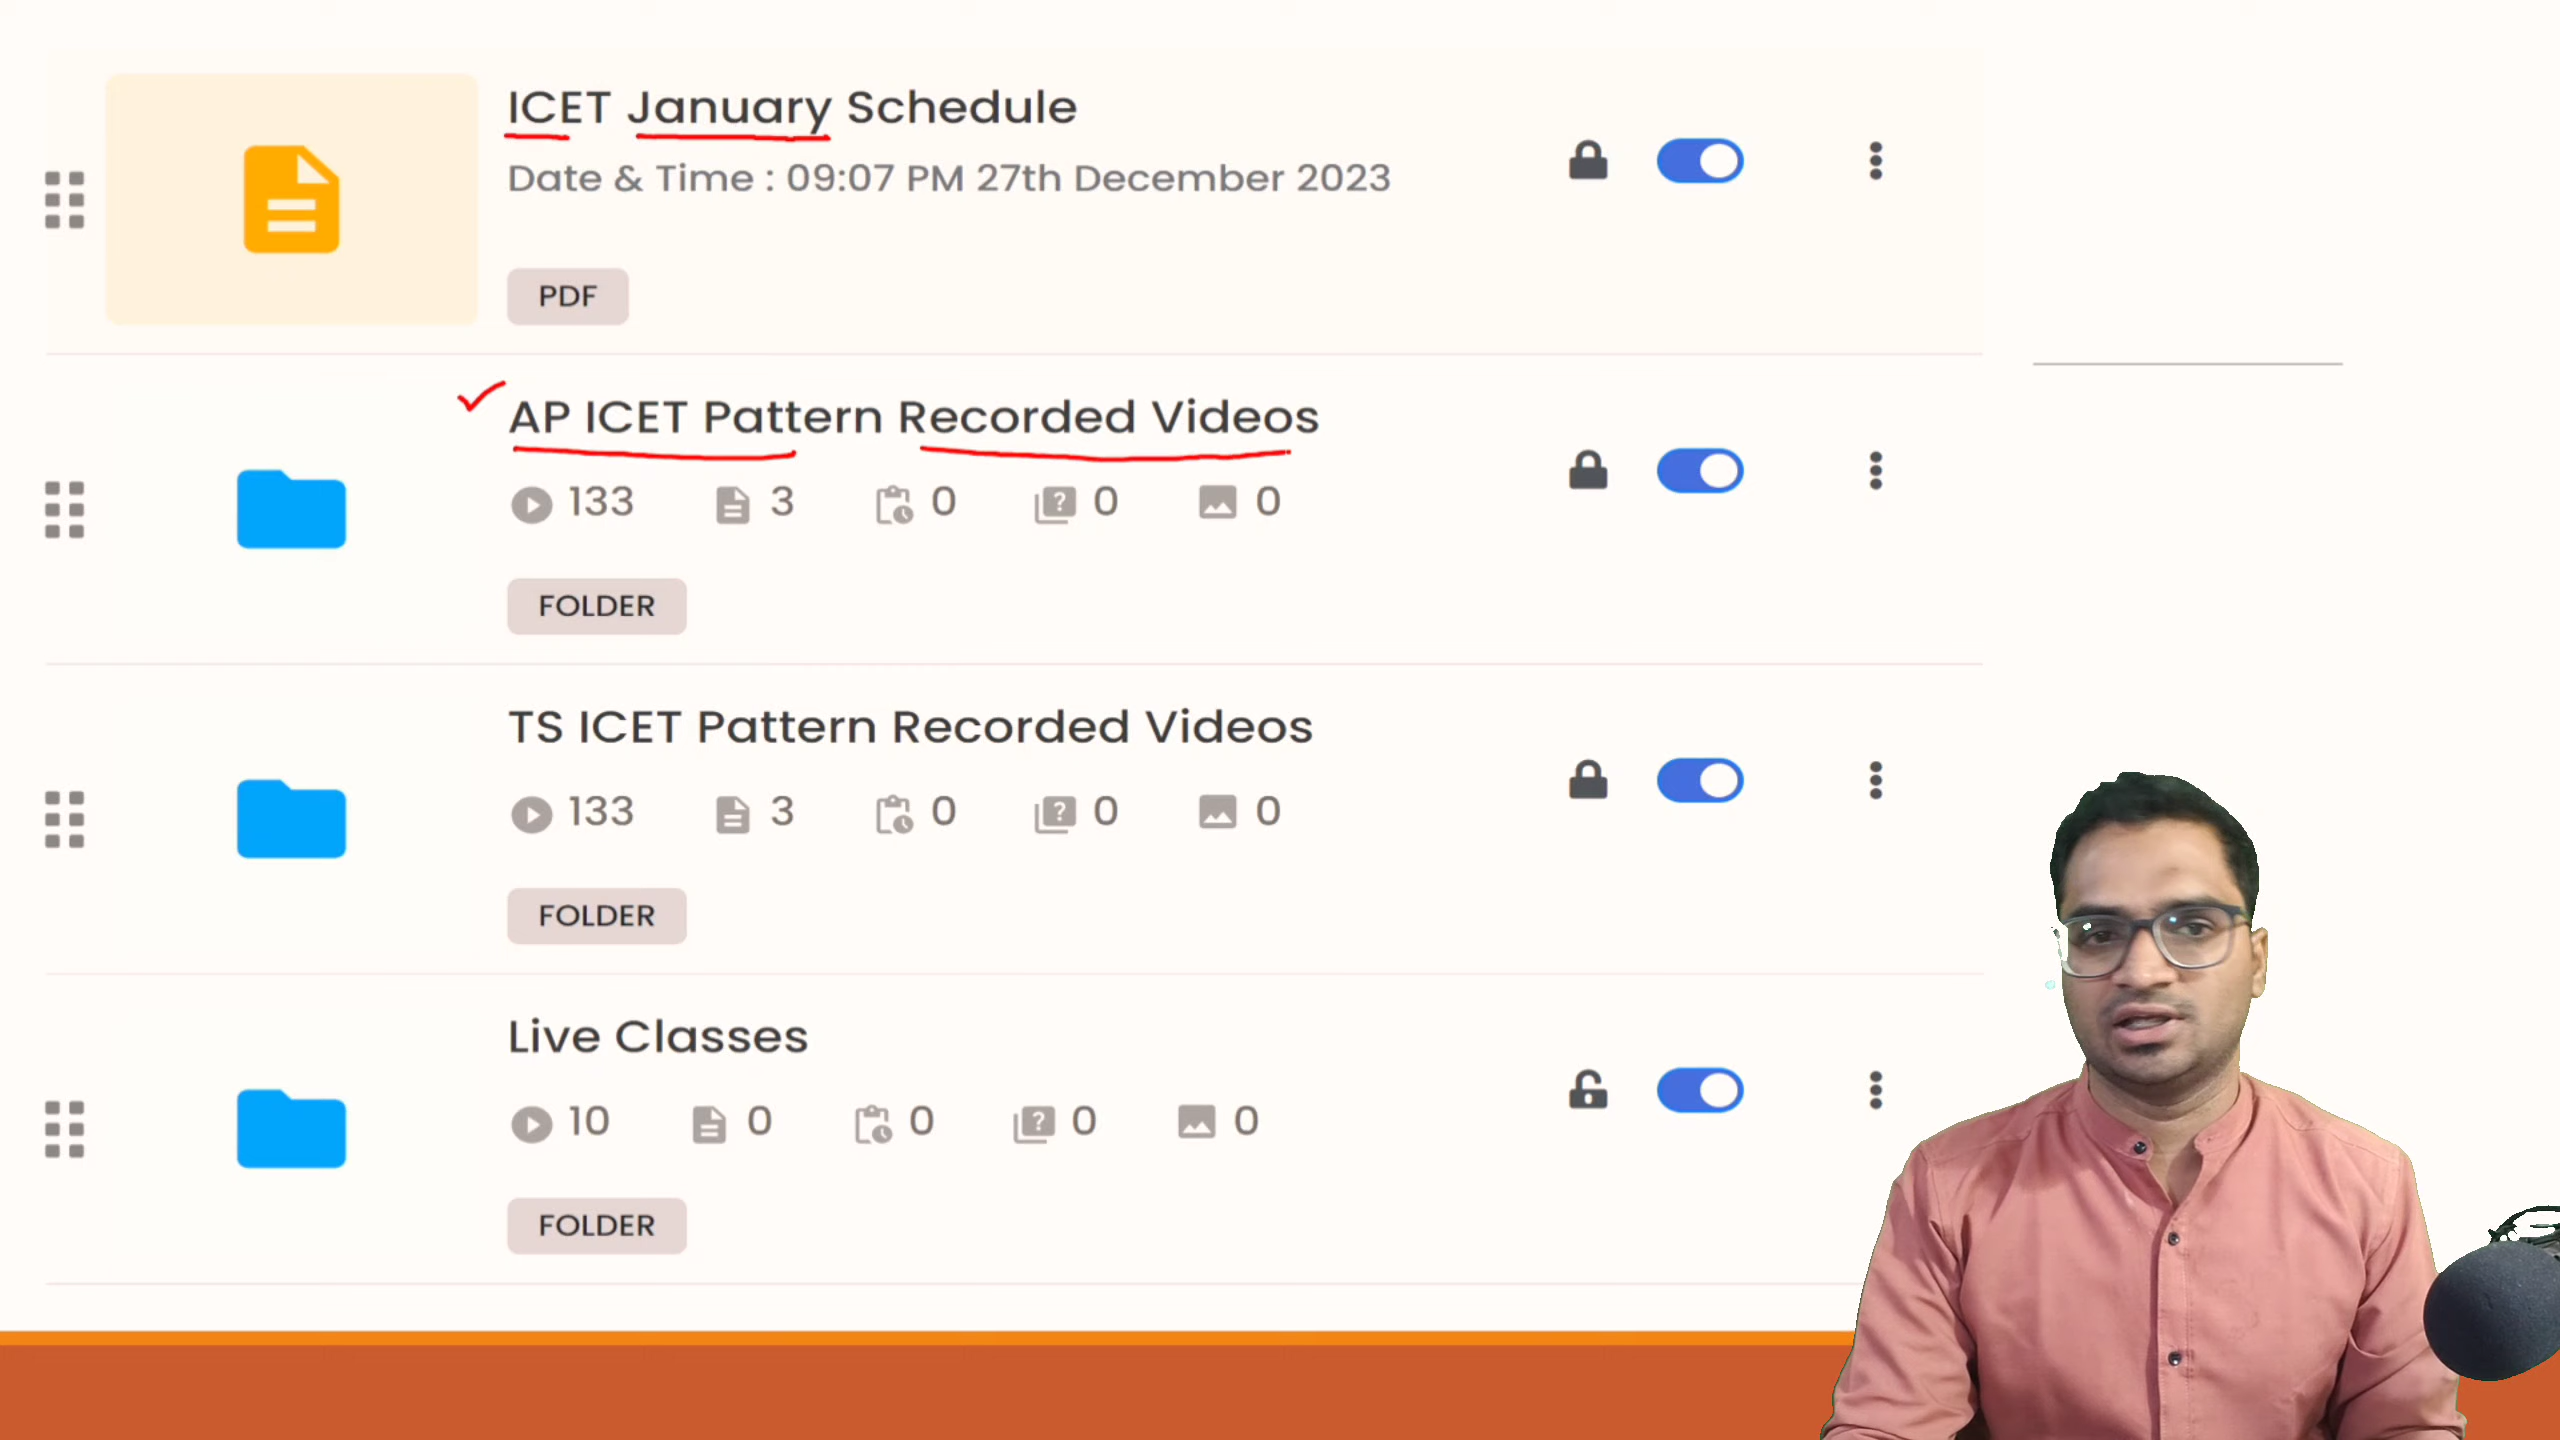 ICET January Schedule
Date & Time : 09:07 PM 27th December 2023
PDF
AP ICET Pattern Recorded Videos
133 3 0 0 0
FOLDER
TS ICET Pattern Recorded Videos
133 3 0 0 0
FOLDER
Live Classes
10 0 0 0 0
FOLDER